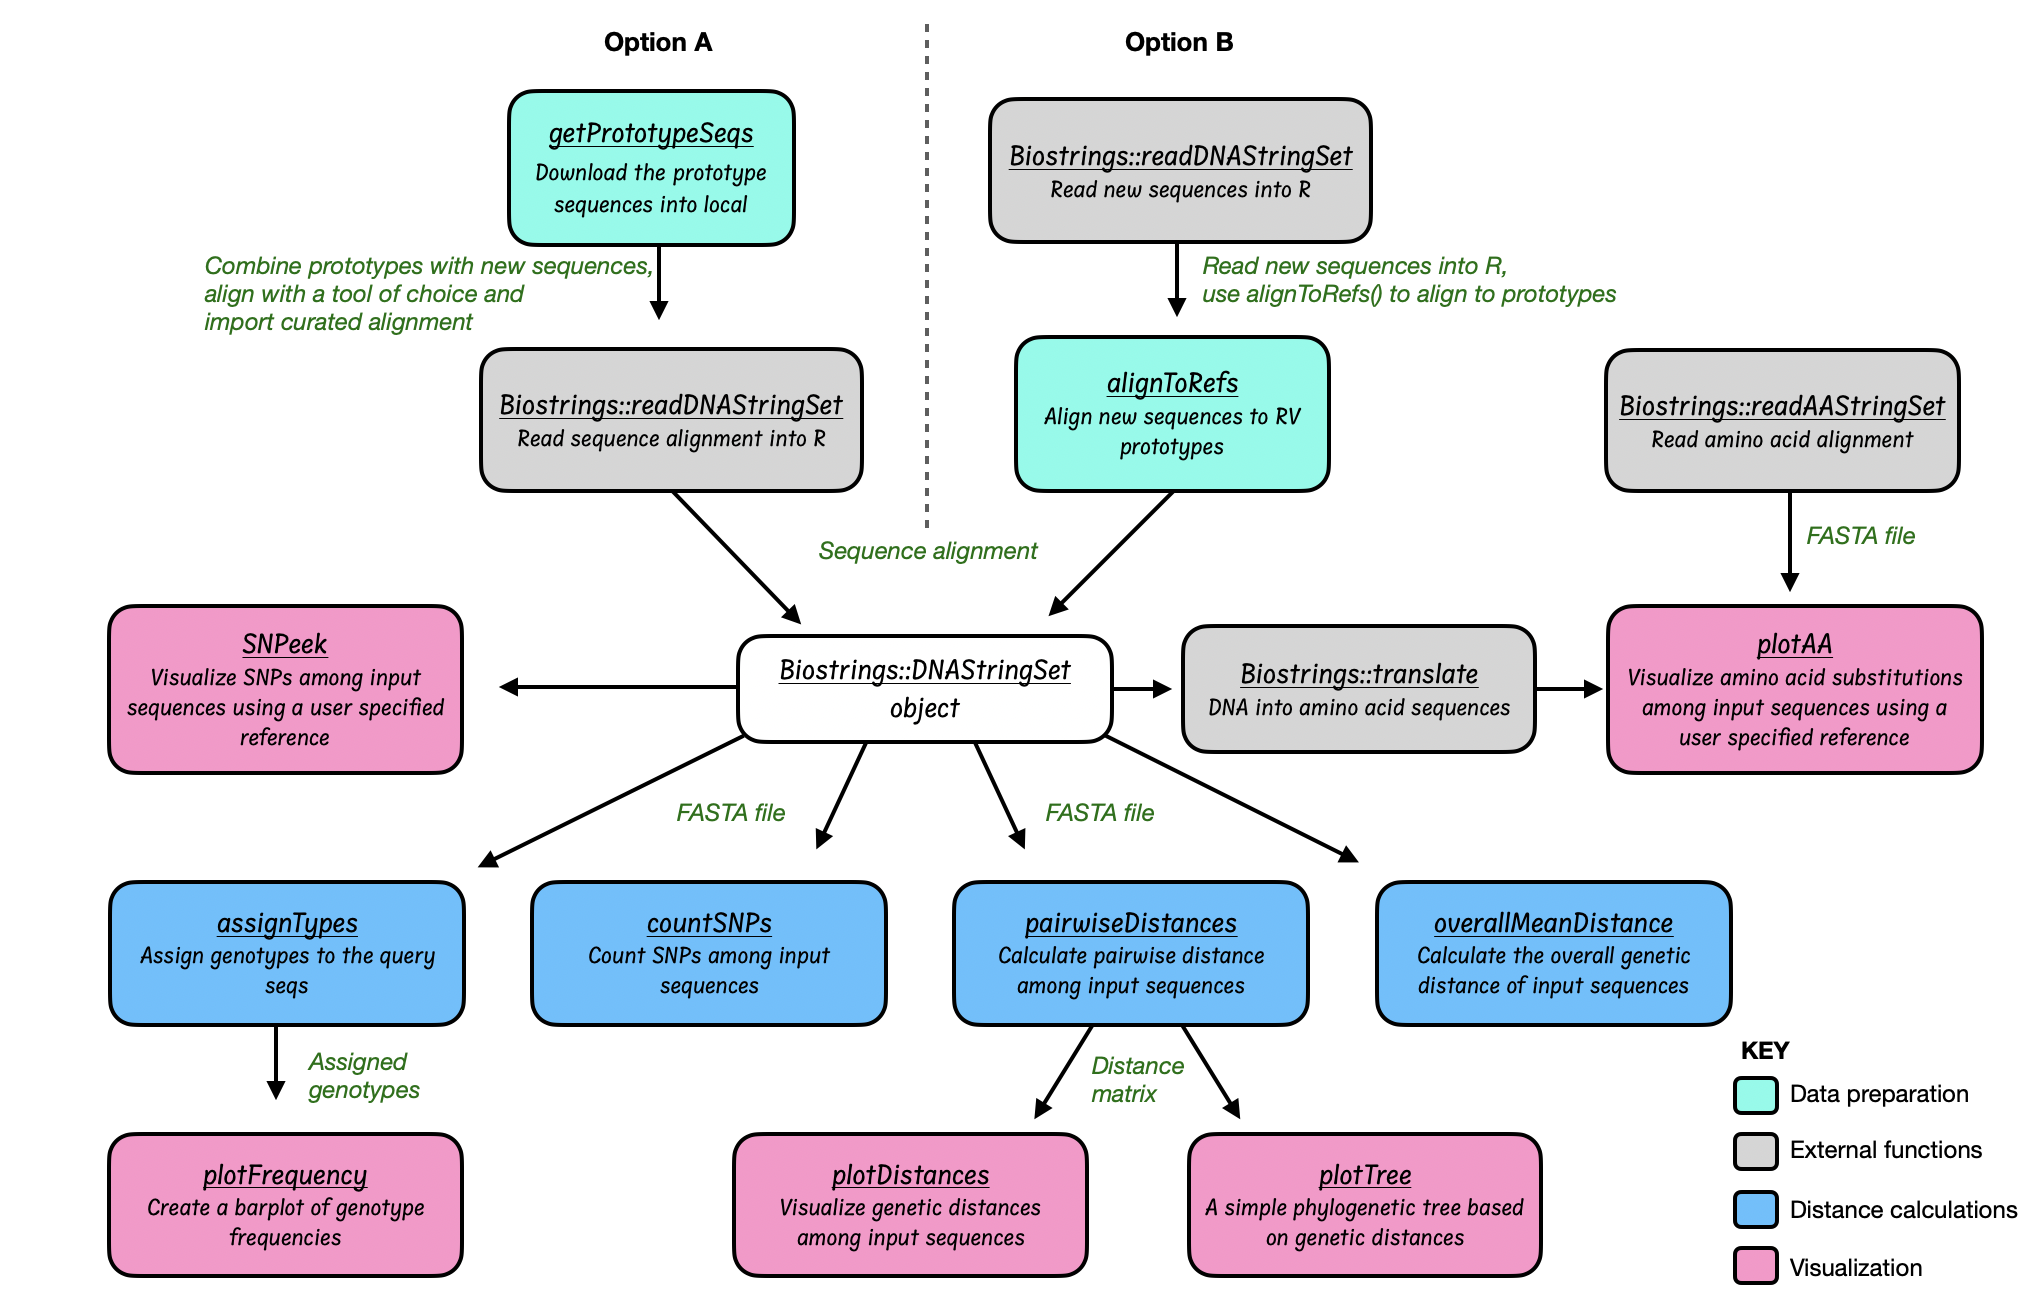 Option A
Option B
getPrototypeSeqs
Download the prototype
sequences into local
Biostrings::readDNAStringSet
Read new sequences into R
Combine prototypes with new sequences,
align with a tool of choice and
import curated alignment
Read new sequences into R,
use alignToRefs() to align to prototypes
Biostrings::readDNAStringSet
Read sequence alignment into R
alignToRefs
Align new sequences to RV
prototypes
Biostrings::readAAStringSet
Read amino acid alignment
Sequence alignment
FASTA file
SNPeek
Visualize SNPs among input
sequences using a user specified
reference
Biostrings::DNAStringSet
object
Biostrings::translate
DNA into amino acid sequences
plotAA
Visualize amino acid substitutions
among input sequences using a
user specified reference
FASTA file
FASTA file
assignTypes
Assign genotypes to the query
seqs
countSNPs
Count SNPs among input
sequences
pairwiseDistances
Calculate pairwise distance
among input sequences
overallMeanDistance
Calculate the overall genetic
distance of input sequences
Assigned
genotypes
Distance
matrix
plotFrequency
Create a barplot of genotype
frequencies
plotDistances
Visualize genetic distances
among input sequences
plotTree
A simple phylogenetic tree based
on genetic distances
KEY
Data preparation
External functions
Distance calculations
Visualization